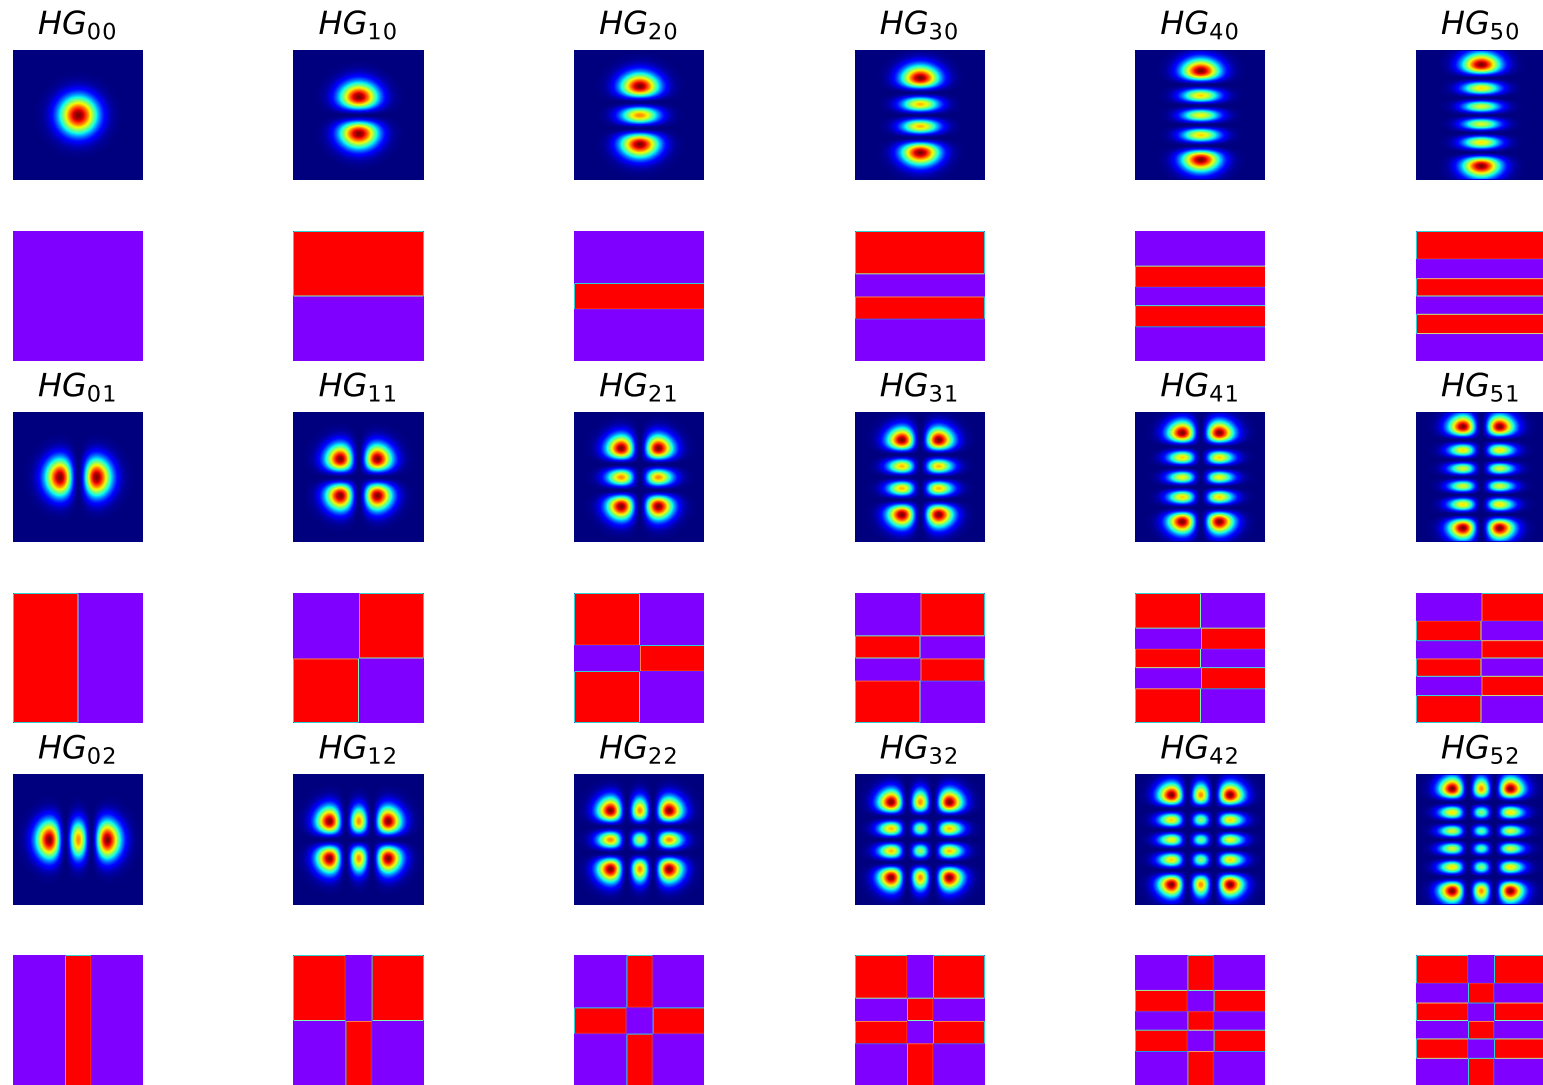 HG₀₀ HG₁₀ HG₂₀ HG₃₀ HG₄₀ HG₅₀
HG₀₁ HG₁₁ HG₂₁ HG₃₁ HG₄₁ HG₅₁
HG₀₂ HG₁₂ HG₂₂ HG₃₂ HG₄₂ HG₅₂